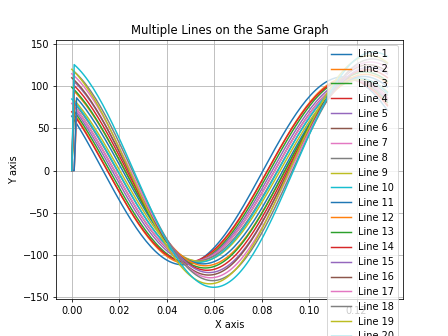 Multiple Lines on the Same Graph
150
100
50
0
−50
−100
−150
Y axis
0.00
0.02
0.04
0.06
0.08
0.10
X axis
Line 1
Line 2
Line 3
Line 4
Line 5
Line 6
Line 7
Line 8
Line 9
Line 10
Line 11
Line 12
Line 13
Line 14
Line 15
Line 16
Line 17
Line 18
Line 19
Line 20